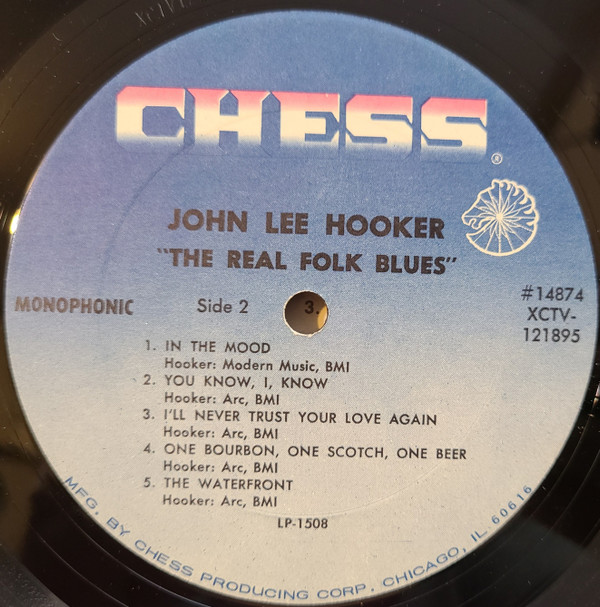 CHESS®
JOHN LEE HOOKER
"THE REAL FOLK BLUES"
MONOPHONIC
Side 2
3.
#14874
XCTV-
121895
1. IN THE MOOD
Hooker: Modern Music, BMI
2. YOU KNOW, I, KNOW
Hooker: Arc, BMI
3. I'LL NEVER TRUST YOUR LOVE AGAIN
Hooker: Arc, BMI
4. ONE BOURBON, ONE SCOTCH, ONE BEER
Hooker: Arc, BMI
5. THE WATERFRONT
Hooker: Arc, BMI
LP-1508
MFG. BY CHESS PRODUCING CORP., CHICAGO, IL 60616